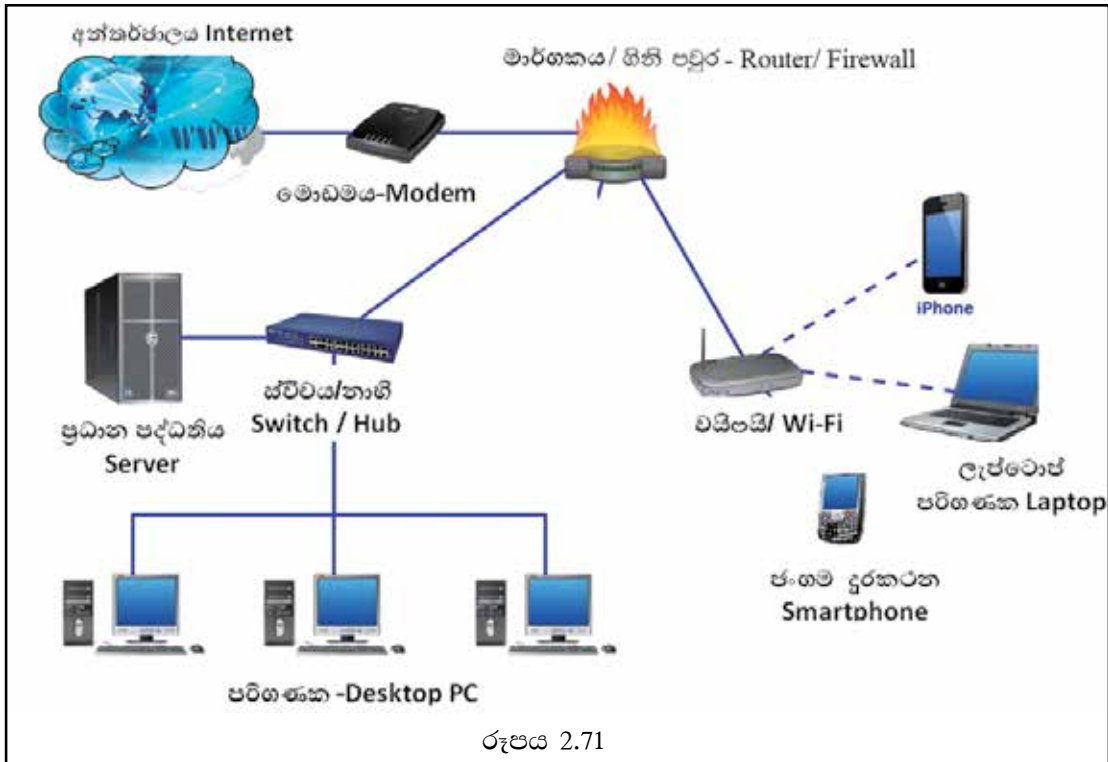 අන්තර්ජාලය Internet
මාර්ගකය/ ගිනි පවුර - Router/ Firewall
මොඩමය-Modem
iPhone
ස්විචය/නාභි
Switch / Hub
ප්‍රධාන පද්ධතිය
Server
වයිෆයි/ Wi-Fi
ලැප්ටොප්
පරිගණක Laptop
ජංගම දුරකථන
Smartphone
පරිගණක -Desktop PC
රූපය 2.71